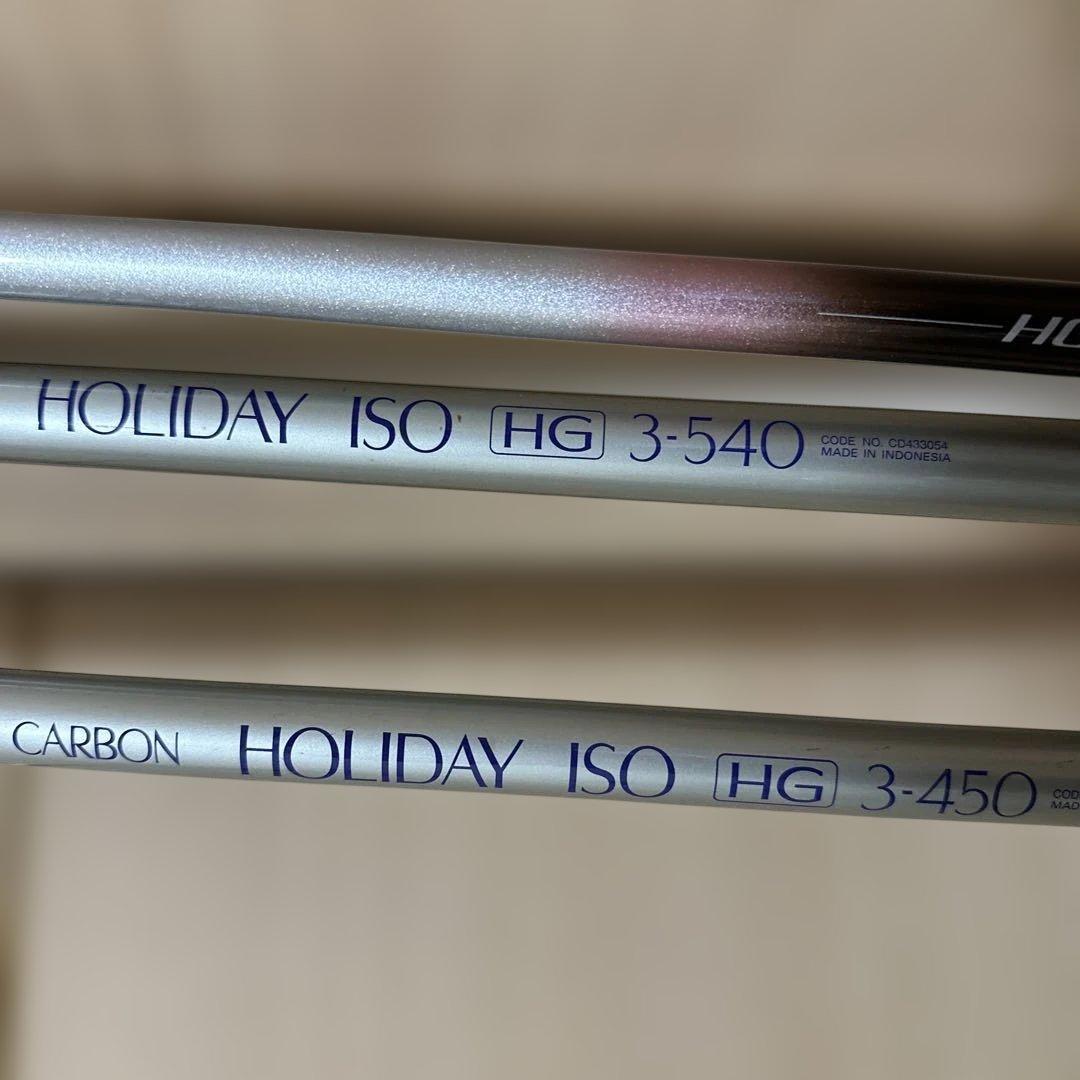 HOLIDAY ISO HG 3-540 CODE NO. CD433054
MADE IN INDONESIA
CARBON HOLIDAY ISO HG 3-450